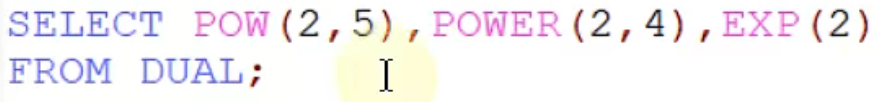 SELECT POW(2,5),POWER(2,4),EXP(2)
FROM DUAL;